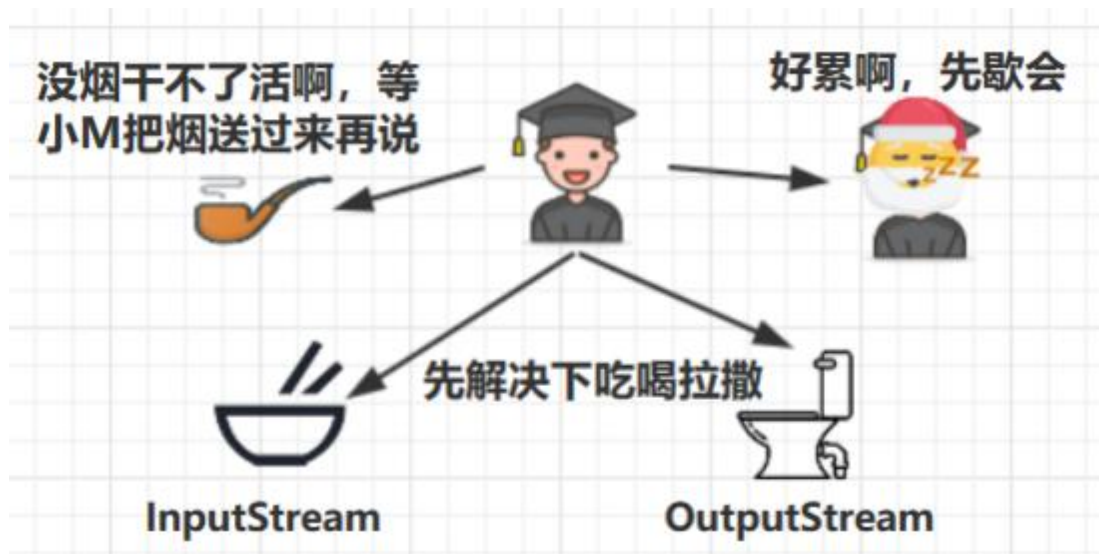 没烟干不了活啊，等
小M把烟送过来再说
好累啊，先歇会
zzz
先解决下吃喝拉撒
InputStream
OutputStream